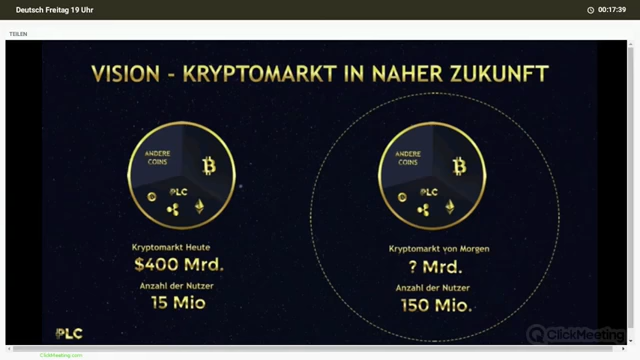 Deutsch Freitag 19 Uhr
00:17:39
TEILEN
VISION - KRYPTOMARKT IN NAHER ZUKUNFT
ANDERE
COINS
PLC
Kryptomarkt Heute
$400 Mrd.
Anzahl der Nutzer
15 Mio
ANDERE
COINS
PLC
Kryptomarkt von Morgen
? Mrd.
Anzahl der Nutzer
150 Mio.
PLC
ClickMeeting
ClickMeeting.com